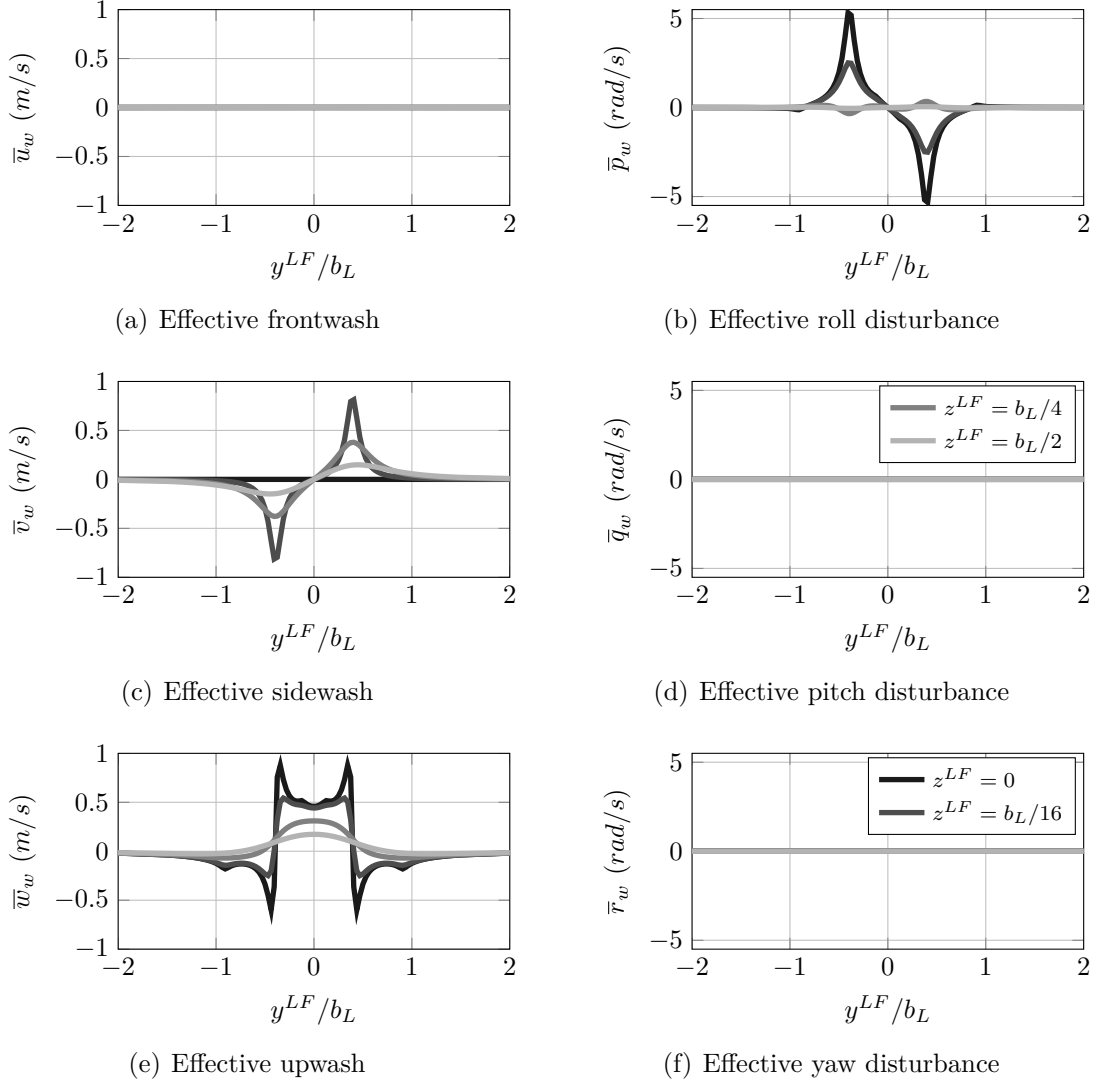 1
0.5
0
−0.5
−1
u̅_w (m/s)
−2 −1 0 1 2
y^{LF}/b_L
(a) Effective frontwash
5
0
−5
p̅_w (rad/s)
−2 −1 0 1 2
y^{LF}/b_L
(b) Effective roll disturbance
1
0.5
0
−0.5
−1
v̅_w (m/s)
−2 −1 0 1 2
y^{LF}/b_L
(c) Effective sidewash
5
0
−5
q̅_w (rad/s)
z^{LF} = b_L/4
z^{LF} = b_L/2
−2 −1 0 1 2
y^{LF}/b_L
(d) Effective pitch disturbance
1
0.5
0
−0.5
−1
w̅_w (m/s)
−2 −1 0 1 2
y^{LF}/b_L
(e) Effective upwash
5
0
−5
r̅_w (rad/s)
z^{LF} = 0
z^{LF} = b_L/16
−2 −1 0 1 2
y^{LF}/b_L
(f) Effective yaw disturbance